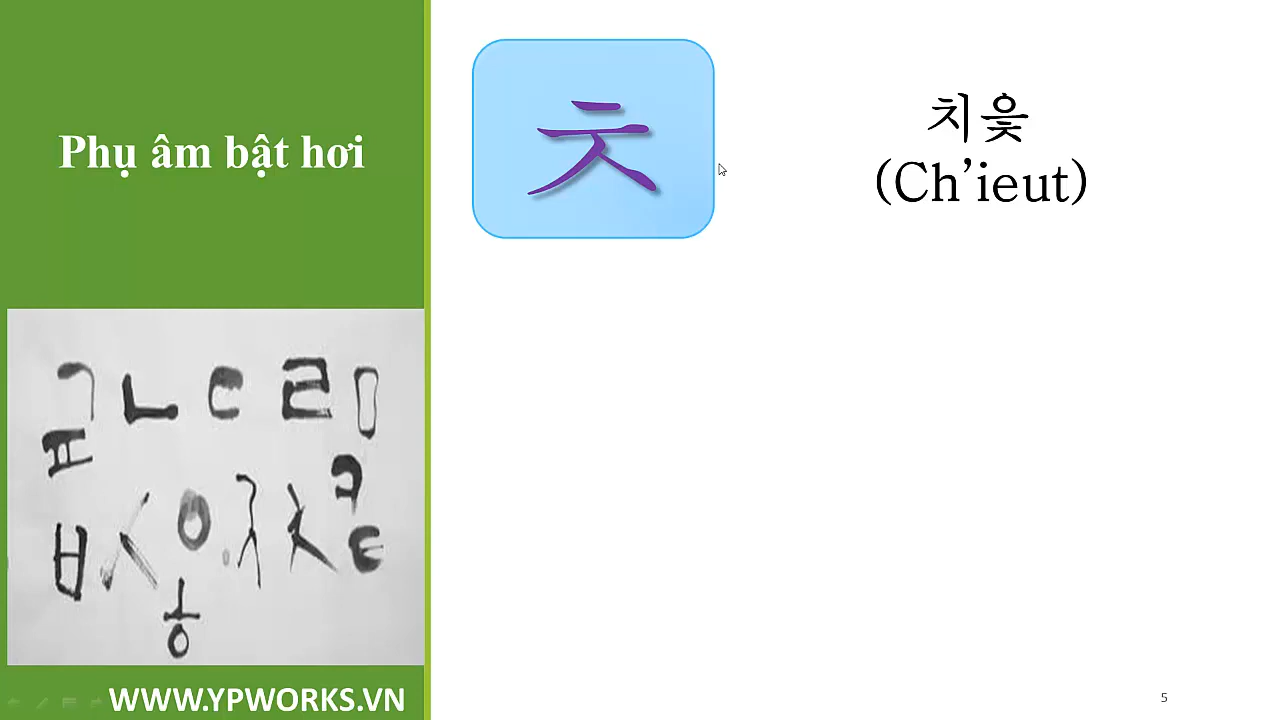 Phụ âm bật hơi
ㅊ
치읓
(Ch’ieut)
ㄱ ㄴ ㄷ ㄹ ㅁ
ㅍ ㅋ
ㅂ ㅅ ㅇ ㅈ ㅊ ㅌ
ㅎ
WWW.YPWORKS.VN
5